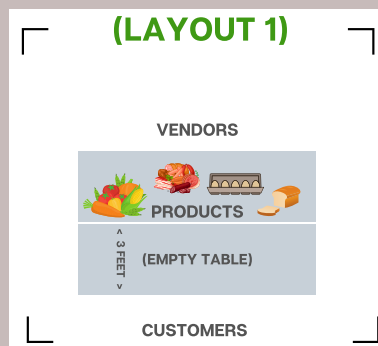 (LAYOUT 1)
VENDORS
PRODUCTS
< 3 FEET >
(EMPTY TABLE)
CUSTOMERS